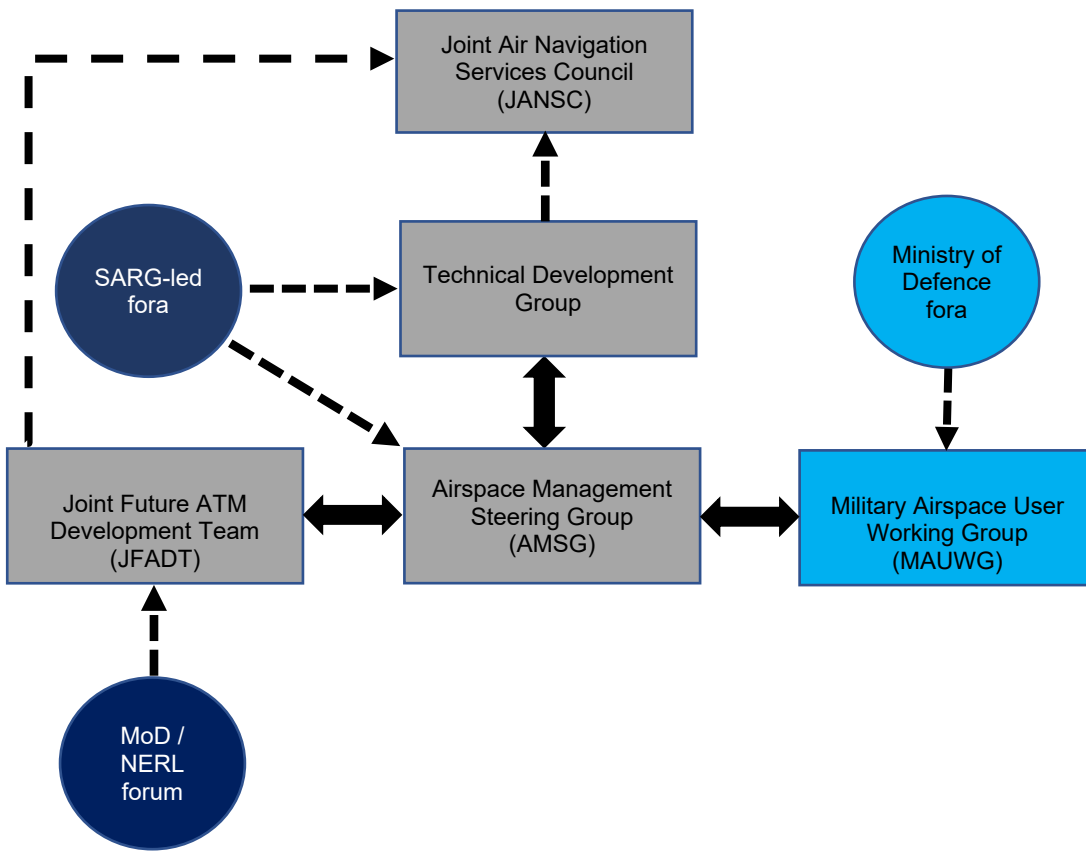 Joint Air Navigation
Services Council
(JANSC)
SARG-led
fora
Technical Development
Group
Ministry of
Defence
fora
Joint Future ATM
Development Team
(JFADT)
Airspace Management
Steering Group
(AMSG)
Military Airspace User
Working Group
(MAUWG)
MoD /
NERL
forum